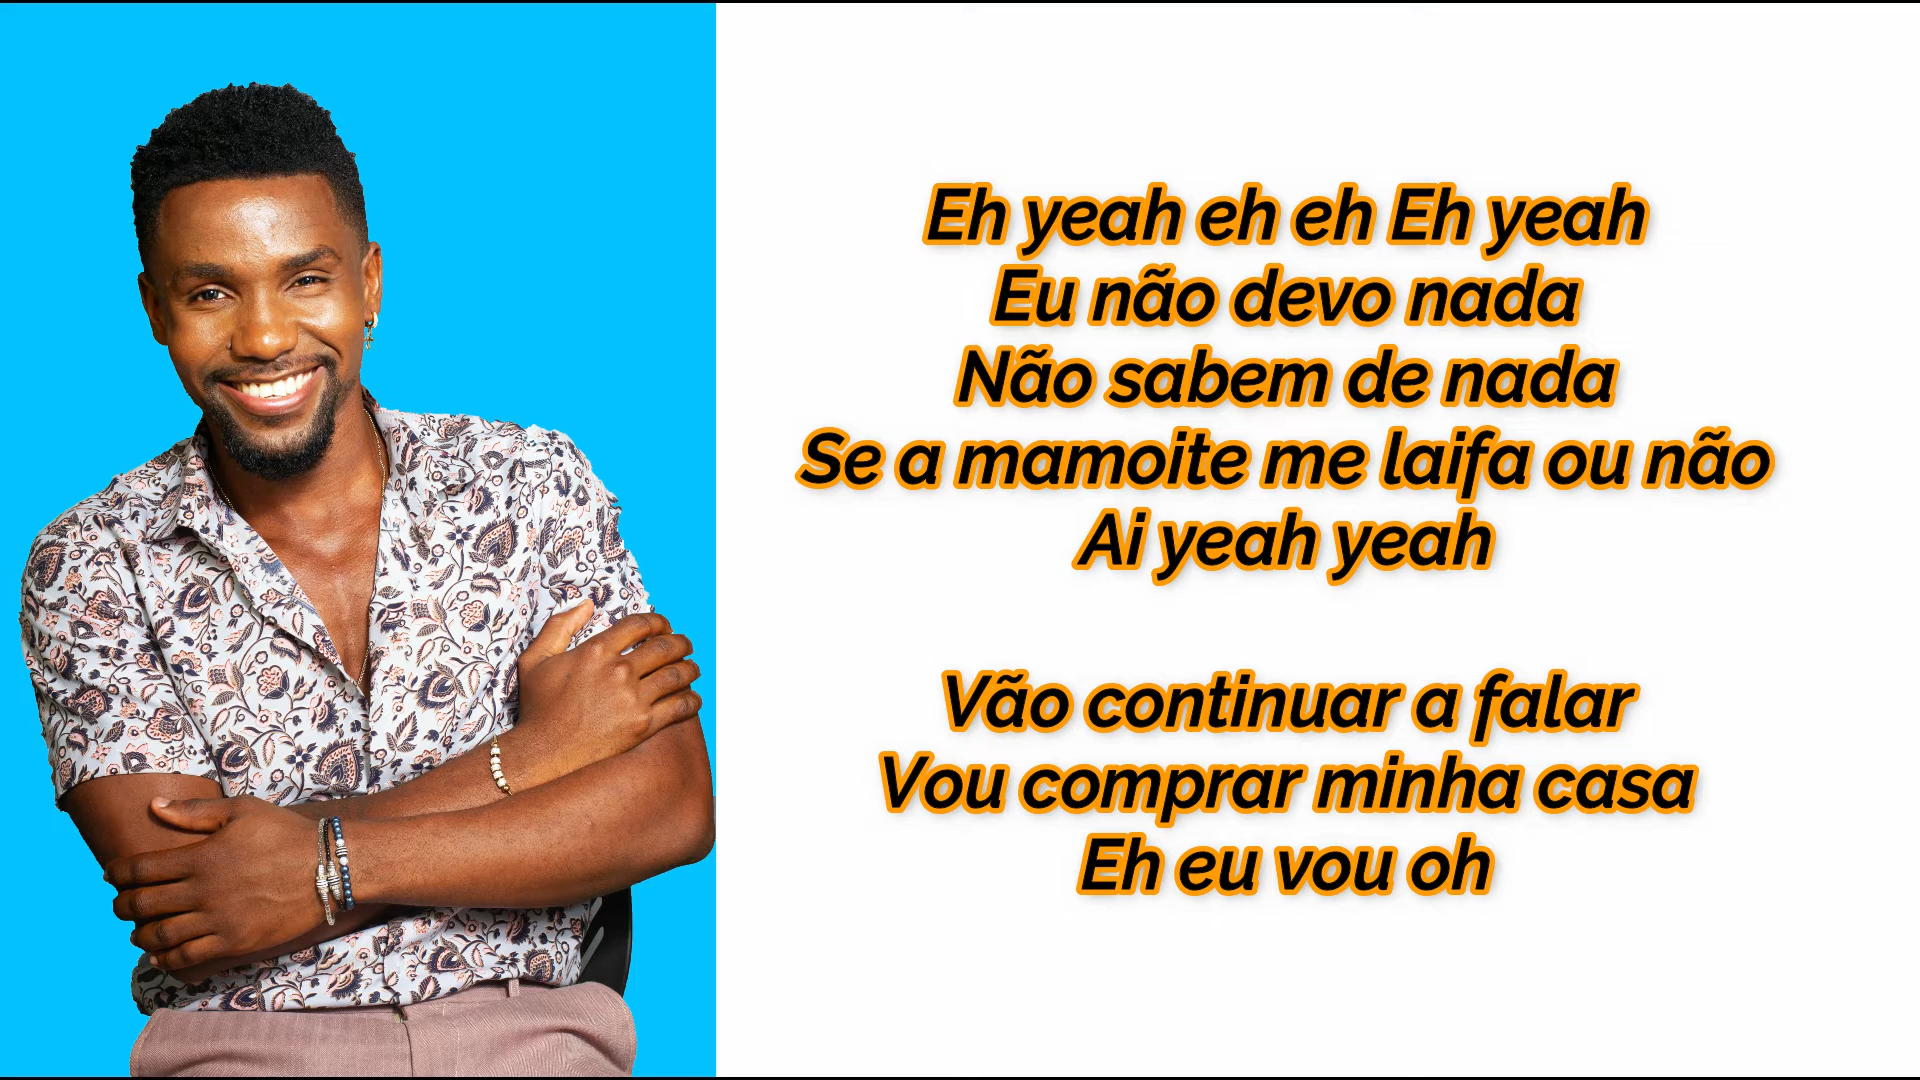 Eh yeah eh eh Eh yeah
Eu não devo nada
Não sabem de nada
Se a mamoite me laifa ou não
Ai yeah yeah
Vão continuar a falar
Vou comprar minha casa
Eh eu vou oh